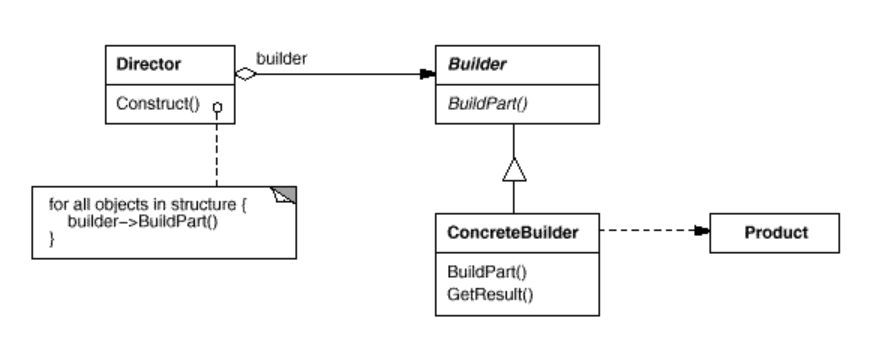 Director
Construct()
builder
Builder
BuildPart()
for all objects in structure {
builder->BuildPart()
}
ConcreteBuilder
BuildPart()
GetResult()
Product